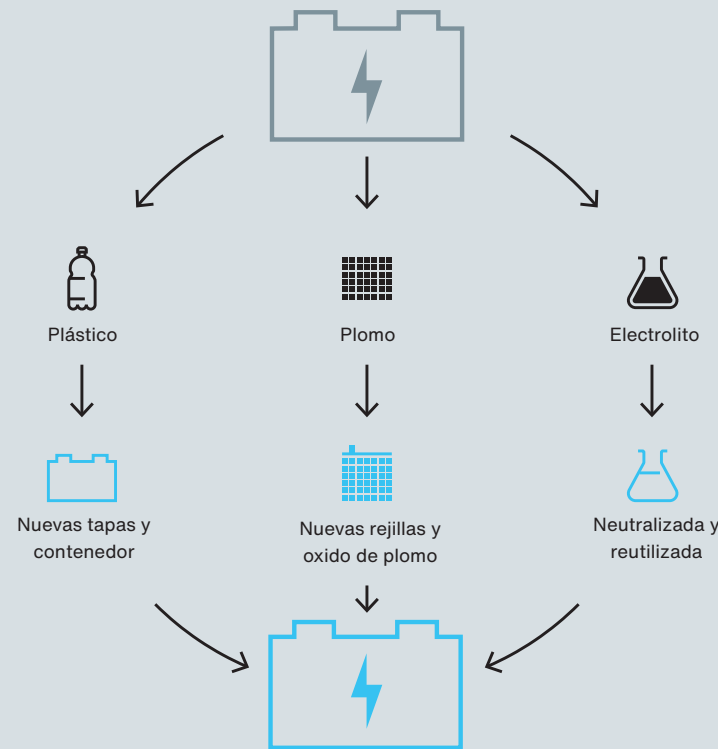 Plástico
Plomo
Electrolito
Nuevas tapas y
contenedor
Nuevas rejillas y
oxido de plomo
Neutralizada y
reutilizada